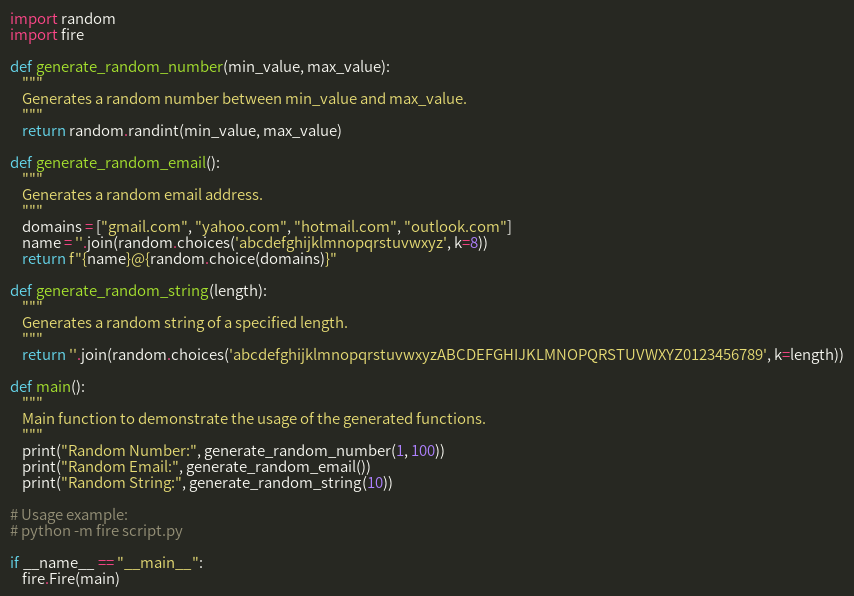 import random
import fire

def generate_random_number(min_value, max_value):
    """
    Generates a random number between min_value and max_value.
    """
    return random.randint(min_value, max_value)

def generate_random_email():
    """
    Generates a random email address.
    """
    domains = ["gmail.com", "yahoo.com", "hotmail.com", "outlook.com"]
    name = ''.join(random.choices('abcdefghijklmnopqrstuvwxyz', k=8))
    return f"{name}@{random.choice(domains)}"

def generate_random_string(length):
    """
    Generates a random string of a specified length.
    """
    return ''.join(random.choices('abcdefghijklmnopqrstuvwxyzABCDEFGHIJKLMNOPQRSTUVWXYZ0123456789', k=length))

def main():
    """
    Main function to demonstrate the usage of the generated functions.
    """
    print("Random Number:", generate_random_number(1, 100))
    print("Random Email:", generate_random_email())
    print("Random String:", generate_random_string(10))

# Usage example:
# python -m fire script.py

if __name__ == "__main__":
    fire.Fire(main)